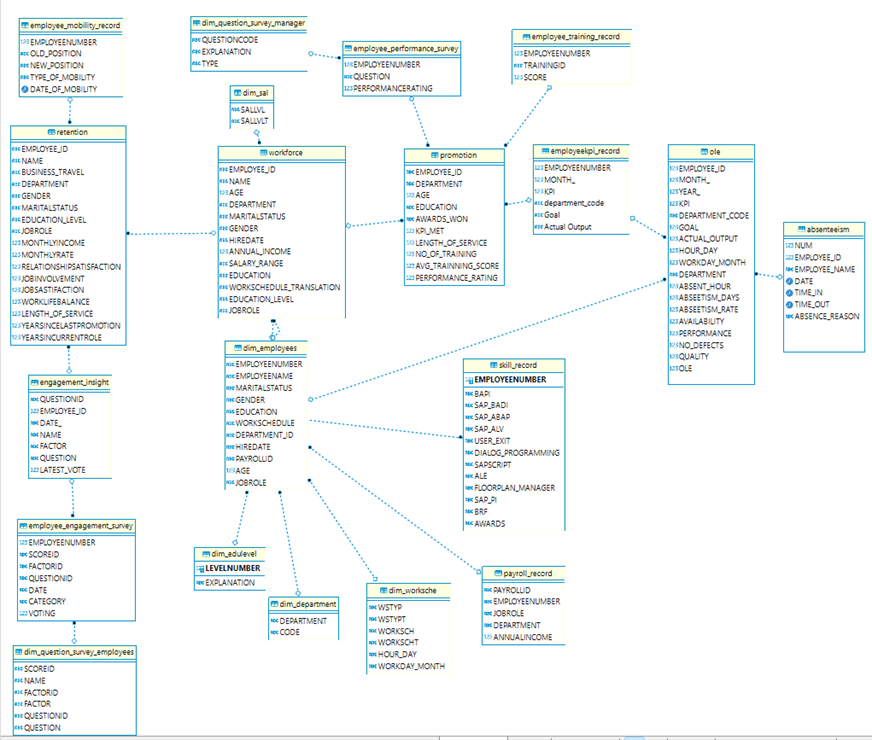 employee_mobility_record
EMPLOYEENUMBER
OLD_POSITION
NEW_POSITION
TYPE_OF_MOBILITY
DATE_OF_MOBILITY
dim_question_survey_manager
QUESTIONCODE
EXPLANATION
TYPE
employee_performance_survey
EMPLOYEENUMBER
QUESTION
PERFORMANCERATING
employee_training_record
EMPLOYEENUMBER
TRAININGID
SCORE
dim_sal
SALLVL
SALLVLT
retention
EMPLOYEE_ID
NAME
BUSINESS_TRAVEL
DEPARTMENT
GENDER
MARITALSTATUS
EDUCATION_LEVEL
JOBROLE
MONTHLYINCOME
MONTHLYRATE
RELATIONSHIPSATISFACTION
JOBINVOLVEMENT
JOBSASTIFACTION
WORKLIFEBALANCE
LENGTH_OF_SERVICE
YEARSINCELASTPROMOTION
YEARSINCURRENTROLE
workforce
EMPLOYEE_ID
NAME
AGE
DEPARTMENT
MARITALSTATUS
GENDER
HIREDATE
ANNUAL_INCOME
SALARY_RANGE
EDUCATION
WORKSCHEDULE_TRANSLATION
EDUCATION_LEVEL
JOBROLE
promotion
EMPLOYEE_ID
DEPARTMENT
AGE
EDUCATION
AWARDS_WON
KPI_MET
LENGTH_OF_SERVICE
NO_OF_TRAINING
AVG_TRAINNING_SCORE
PERFORMANCE_RATING
employeekpi_record
EMPLOYEENUMBER
MONTH_
KPI
department_code
Goal
Actual Output
ole
EMPLOYEE_ID
MONTH_
YEAR_
KPI
DEPARTMENT_CODE
GOAL
ACTUAL_OUTPUT
HOUR_DAY
WORKDAY_MONTH
DEPARTMENT
ABSENT_HOUR
ABSEETISM_DAYS
ABSEETISM_RATE
AVAILABILITY
PERFORMANCE
NO_DEFECTS
QUALITY
OLE
absenteeism
NUM
EMPLOYEE_ID
EMPLOYEE_NAME
DATE
TIME_IN
TIME_OUT
ABSENCE_REASON
dim_employees
EMPLOYEENUMBER
EMPLOYEENAME
MARITALSTATUS
GENDER
EDUCATION
WORKSCHEDULE
DEPARTMENT_ID
HIREDATE
PAYROLLID
AGE
JOBROLE
skill_record
EMPLOYEENUMBER
BAPI
SAP_BADI
SAP_ABAP
SAP_ALV
USER_EXIT
DIALOG_PROGRAMMING
SAPSCRIPT
ALE
FLOORPLAN_MANAGER
SAP_PI
BRF
AWARDS
engagement_insight
QUESTIONID
EMPLOYEE_ID
DATE_
NAME
FACTOR
QUESTION
LATEST_VOTE
employee_engagement_survey
EMPLOYEENUMBER
SCOREID
FACTORID
QUESTIONID
DATE
CATEGORY
VOTING
dim_edulevel
LEVELNUMBER
EXPLANATION
dim_department
DEPARTMENT
CODE
dim_worksche
WSTYP
WSTYPT
WORKSCH
WORKSCHT
HOUR_DAY
WORKDAY_MONTH
payroll_record
PAYROLLID
EMPLOYEENUMBER
JOBROLE
DEPARTMENT
ANNUALINCOME
dim_question_survey_employees
SCOREID
NAME
FACTORID
FACTOR
QUESTIONID
QUESTION